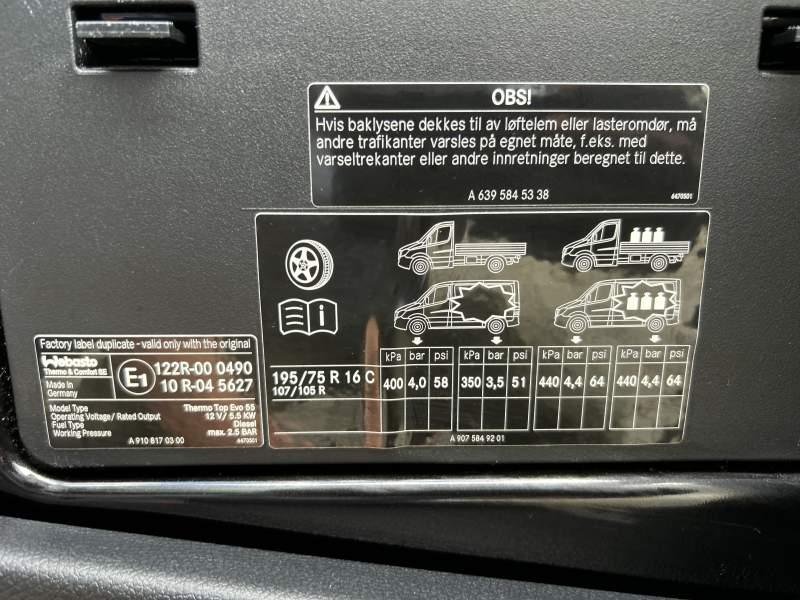 OBS!
Hvis baklysene dekkes til av løftelem eller lasteromdør, må
andre trafikanter varsles på egnet måte, f.eks. med
varseltrekanter eller andre innretninger beregnet til dette.
A 639 584 53 38
6470501
kPa bar psi kPa bar psi kPa bar psi kPa bar psi
195/75 R 16 C 400 4,0 58 350 3,5 51 440 4,4 64 440 4,4 64
107/105 R
A 907 584 92 01
Factory label duplicate - valid only with the original
Webasto
Thermo & Comfort SE
Made in
Germany
E1
122R-00 0490
10 R-04 5627
Model Type Thermo Top Evo 55
Operating Voltage/ Rated Output 12 V/ 5.5 KW
Fuel Type Diesel
Working Pressure max. 2.5 BAR
A 910 817 03 00
6470501